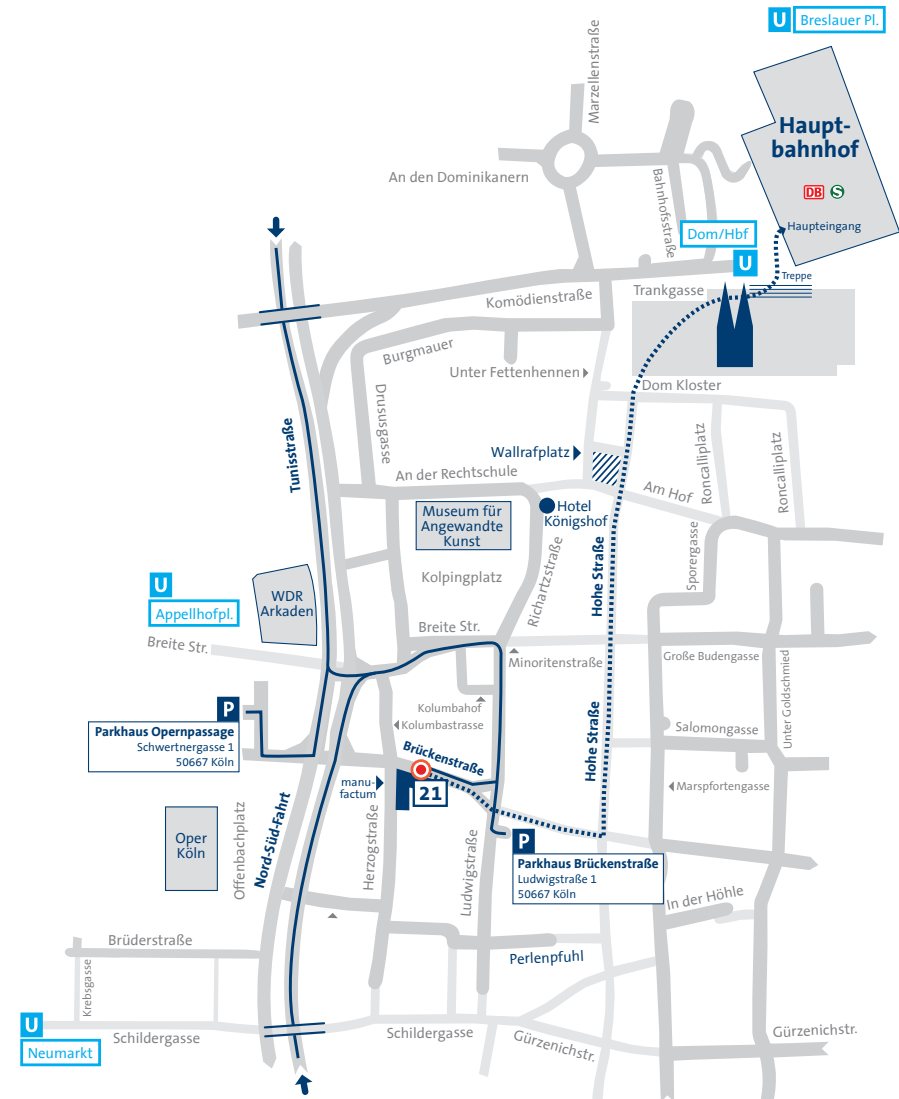 U Breslauer Pl.
Haupt-
bahnhof
DB S
Haupteingang
Marzellenstraße
An den Dominikanern
Bahnhofsstraße
Dom/Hbf
U
Treppe
Trankgasse
Komödienstraße
Burgmauer
Unter Fettenhennen
Dom Kloster
Drususgasse
Tunisstraße
Wallrafplatz
Roncalliplatz
Roncalliplatz
An der Rechtschule
Am Hof
Museum für
Angewandte
Kunst
Hotel
Königshof
Kolpingplatz
Richartzstraße
Hohe Straße
Sporergasse
U
Appellhofpl.
WDR
Arkaden
Breite Str.
Breite Str.
Minoritenstraße
Große Budengasse
Unter Goldschmied
Kolumbahof
Kolumbastrasse
P
Parkhaus Opernpassage
Schwertnergasse 1
50667 Köln
Brückenstraße
Hohe Straße
Salomongasse
manu-
factum
21
Marspfortengasse
Oper
Köln
Offenbachplatz
Nord-Süd-Fahrt
Herzogstraße
Ludwigstraße
P
Parkhaus Brückenstraße
Ludwigstraße 1
50667 Köln
In der Höhle
Brüderstraße
Perlenpfuhl
Krebsgasse
U
Neumarkt
Schildergasse
Schildergasse
Gürzenichstr.
Gürzenichstr.